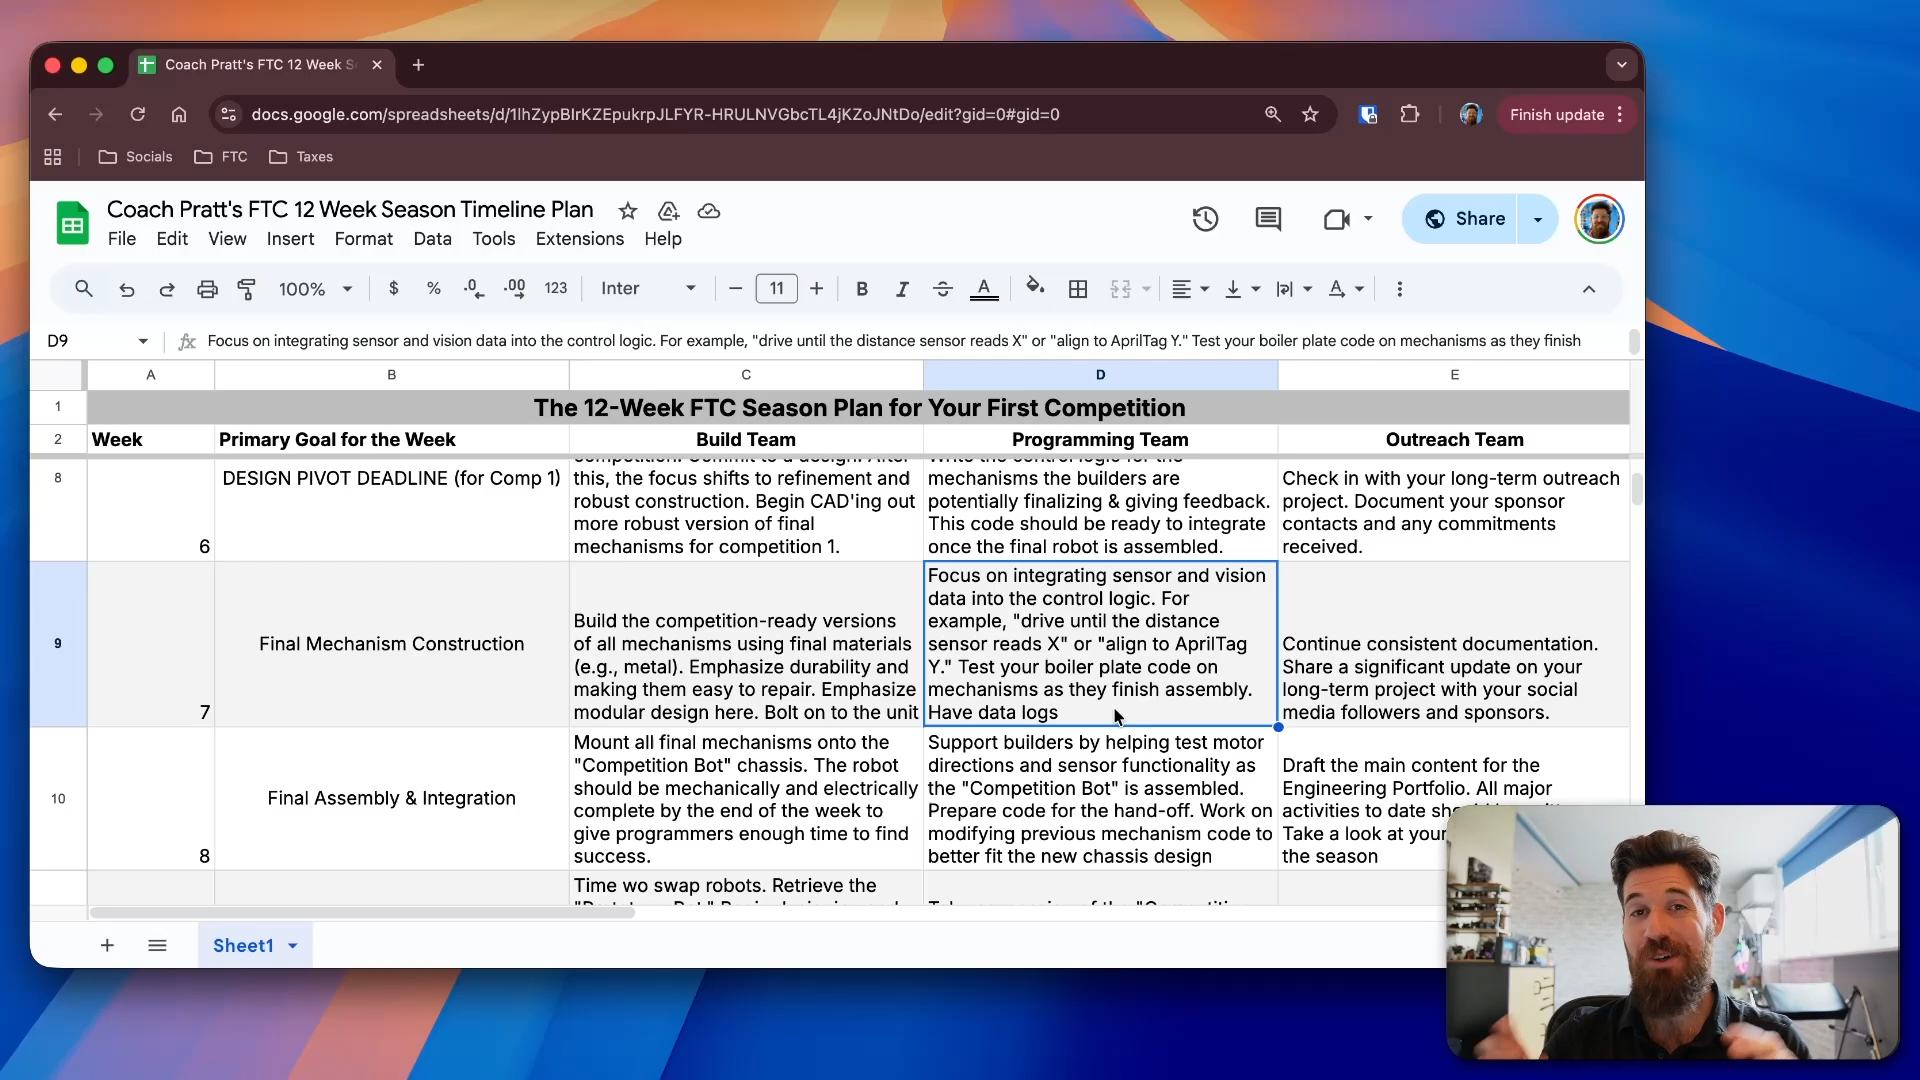 Coach Pratt's FTC 12 Week S
docs.google.com/spreadsheets/d/1lhZypBIrKZEpukrpJLFYR-HRULNVGbcTL4jKZoJNtDo/edit?gid=0#gid=0
Finish update
Socials
FTC
Taxes
Coach Pratt's FTC 12 Week Season Timeline Plan
File Edit View Insert Format Data Tools Extensions Help
Share
100% $ % .0 .00 123 Inter 11 B I A
D9
fx Focus on integrating sensor and vision data into the control logic. For example, "drive until the distance sensor reads X" or "align to AprilTag Y." Test your boiler plate code on mechanisms as they finish
A B C D E
1 The 12-Week FTC Season Plan for Your First Competition
2 Week Primary Goal for the Week Build Team Programming Team Outreach Team
8
6
DESIGN PIVOT DEADLINE (for Comp 1)
competition. Commit to a design. After
this, the focus shifts to refinement and
robust construction. Begin CAD'ing out
more robust version of final
mechanisms for competition 1.
Write the control logic for the
mechanisms the builders are
potentially finalizing & giving feedback.
This code should be ready to integrate
once the final robot is assembled.
Check in with your long-term outreach
project. Document your sponsor
contacts and any commitments
received.
9
7
Final Mechanism Construction
Build the competition-ready versions
of all mechanisms using final materials
(e.g., metal). Emphasize durability and
making them easy to repair. Emphasize
modular design here. Bolt on to the unit
Focus on integrating sensor and vision
data into the control logic. For
example, "drive until the distance
sensor reads X" or "align to AprilTag
Y." Test your boiler plate code on
mechanisms as they finish assembly.
Have data logs
Continue consistent documentation.
Share a significant update on your
long-term project with your social
media followers and sponsors.
10
8
Final Assembly & Integration
Mount all final mechanisms onto the
"Competition Bot" chassis. The robot
should be mechanically and electrically
complete by the end of the week to
give programmers enough time to find
success.
Support builders by helping test motor
directions and sensor functionality as
the "Competition Bot" is assembled.
Prepare code for the hand-off. Work on
modifying previous mechanism code to
better fit the new chassis design
Draft the main content for the
Engineering Portfolio. All major
activities to date
Take a look at your
the season
Time wo swap robots. Retrieve the
Sheet1